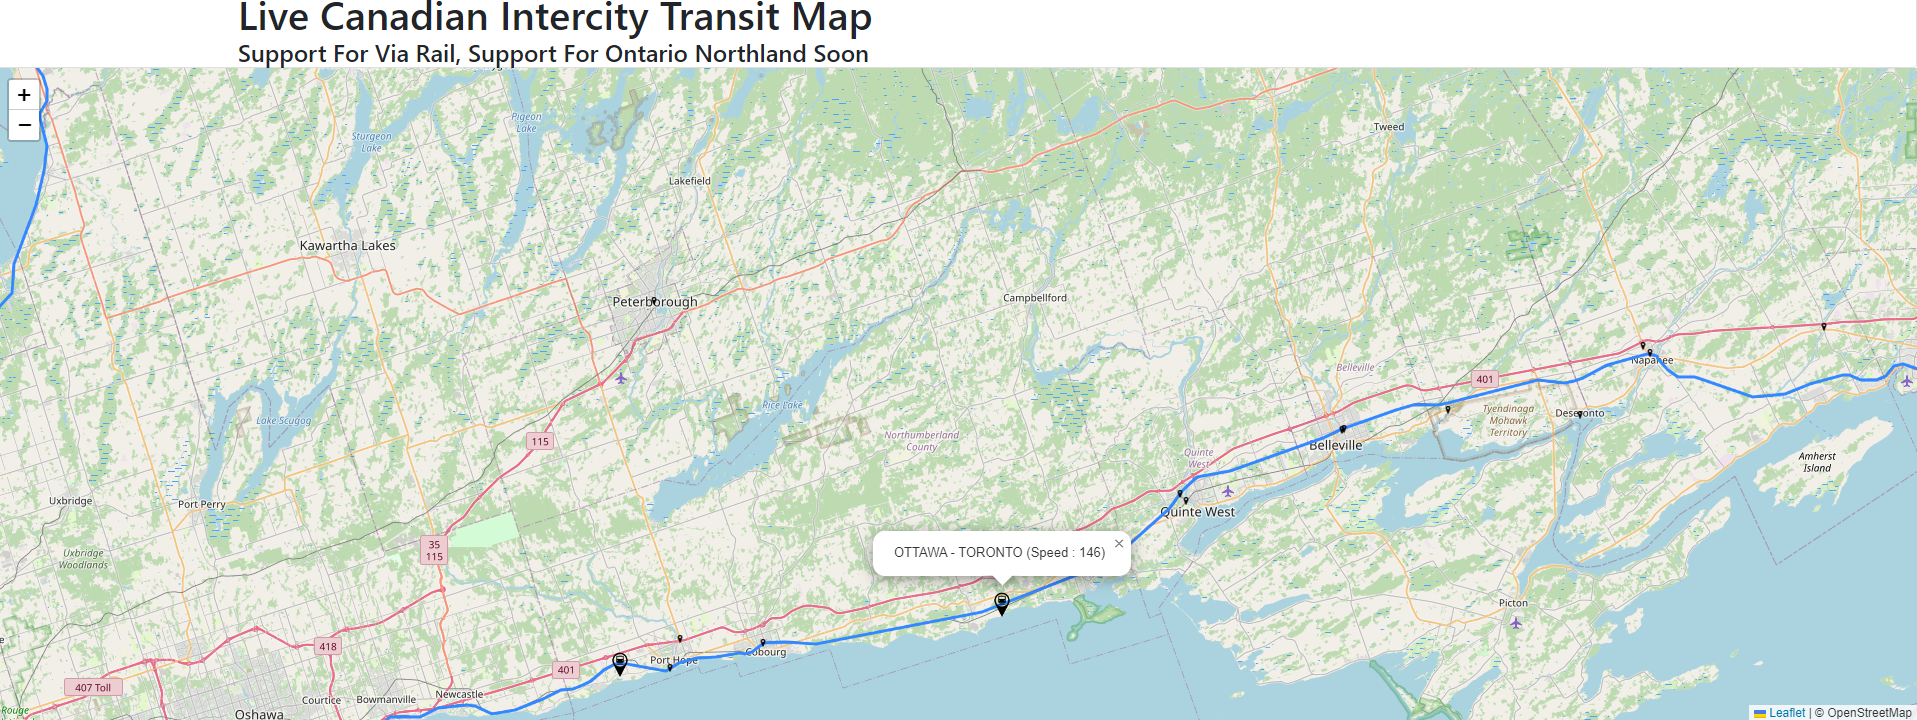 Live Canadian Intercity Transit Map
Support For Via Rail, Support For Ontario Northland Soon
+
−
Sturgeon
Lake
Pigeon
Lake
Tweed
Lakefield
Kawartha Lakes
Peterborough
Campbellford
Belleville
401
Napanee
Rice Lake
Lake Scugog
115
Northumberland
County
Tyendinaga
Mohawk
Territory
Deseronto
Belleville
Quinte
West
Amherst
Island
Uxbridge
Port Perry
Quinte West
35
115
Uxbridge
Woodlands
OTTAWA - TORONTO (Speed : 146)
×
Picton
418
401
Port Hope
Cobourg
407 Toll
Courtice
Bowmanville
Newcastle
Rouge
Oshawa
Leaflet | © OpenStreetMap